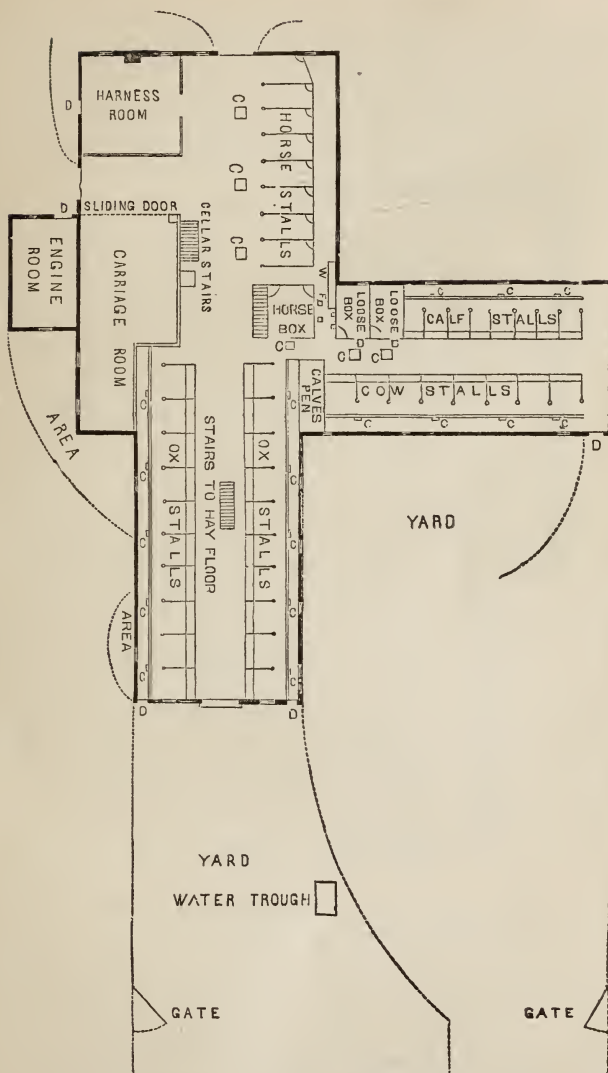 HARNESS
ROOM
D
C
C
C
HORSE STALLS
D
SLIDING DOOR
CELLAR STAIRS
ENGINE
ROOM
CARRIAGE ROOM
W
F
HORSE
BOX
C
LOOSE
BOX
LOOSE
BOX
C
C
C
C
C
CALF STALLS
CALVES
PEN
COW STALLS
C
C
C
C
D
AREA
C
C
C
C
C
OX STALLS
STAIRS TO HAY FLOOR
OX STALLS
C
C
C
C
C
YARD
AREA
D
D
YARD
WATER TROUGH
GATE
GATE